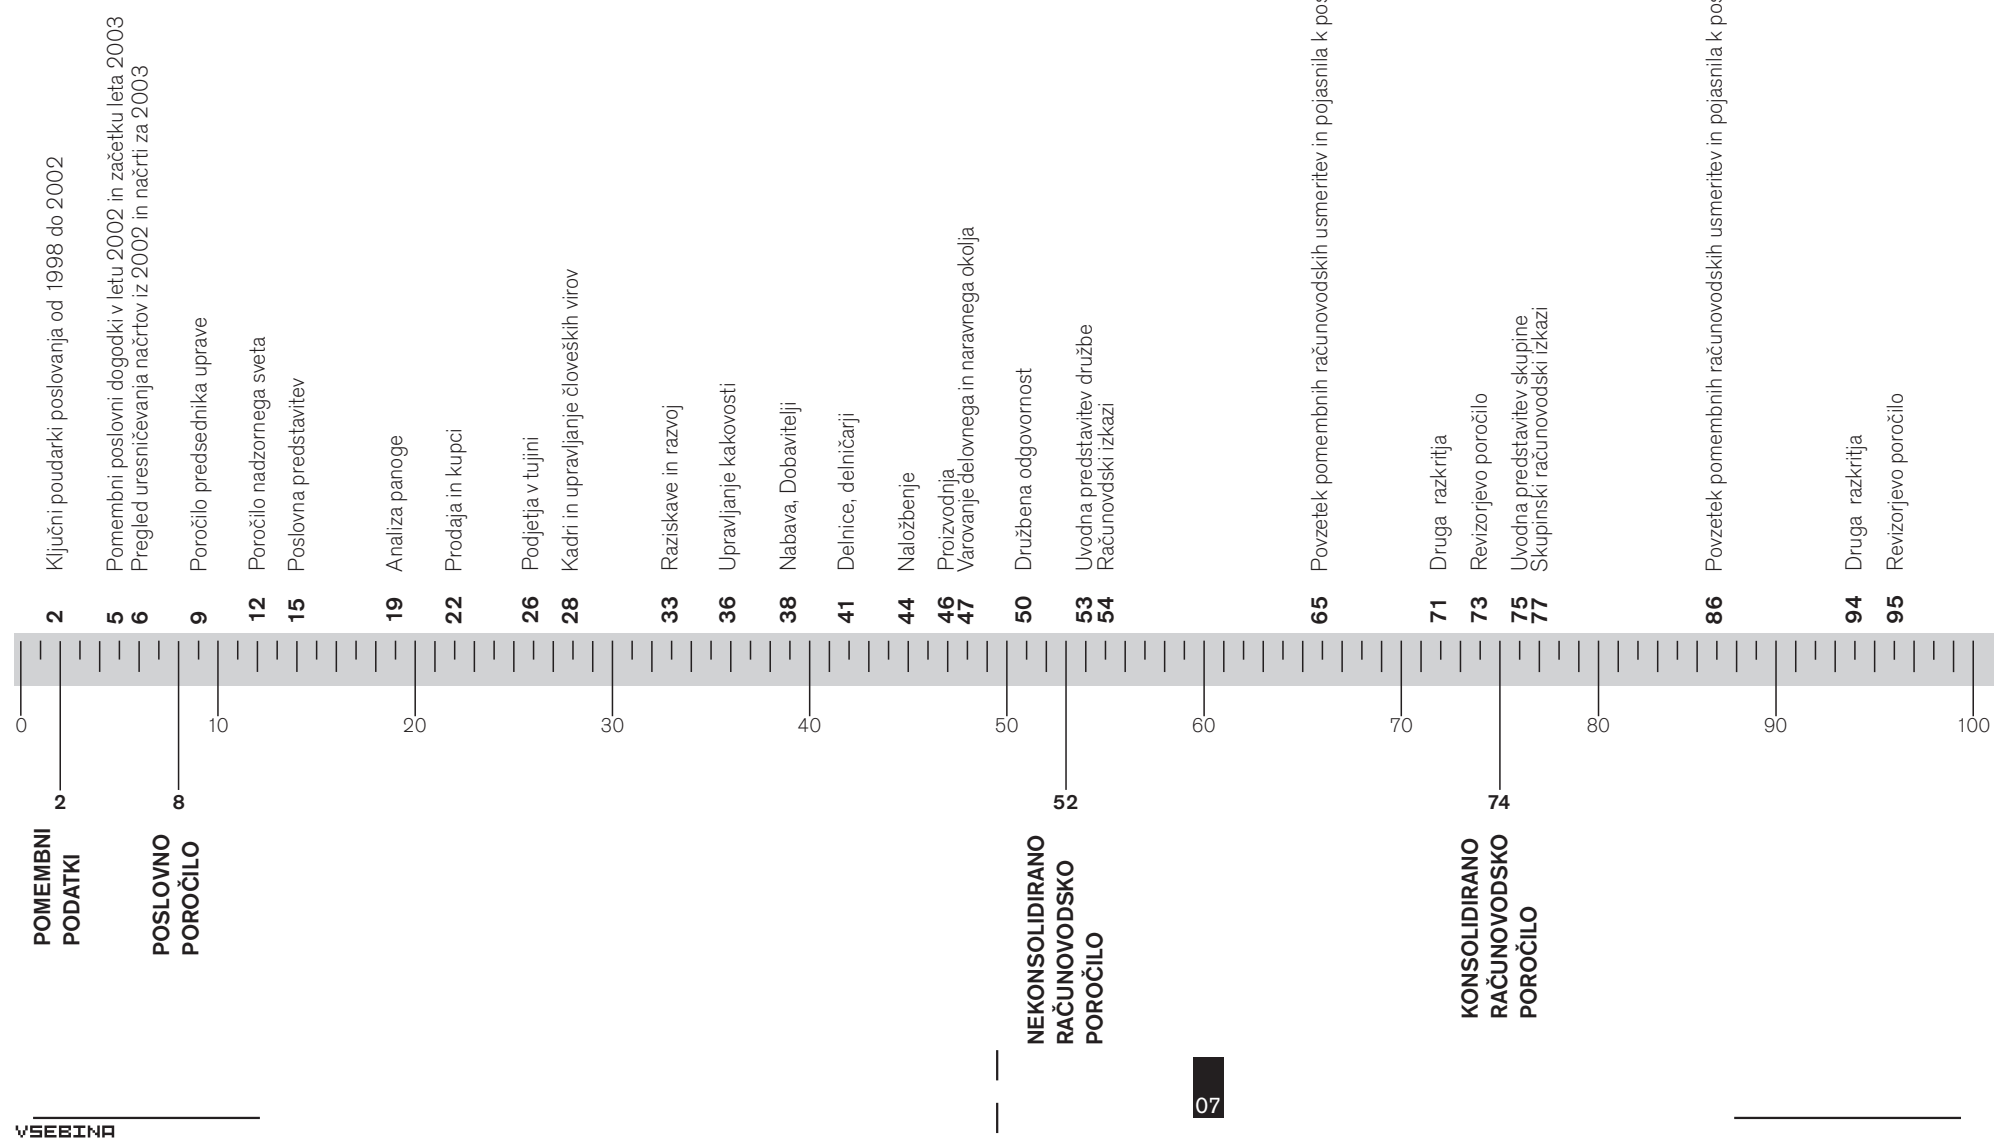 Ključni poudarki poslovanja od 1998 do 2002
Pomembni poslovni dogodki v letu 2002 in začetku leta 2003
Pregled uresničevanja načrtov iz 2002 in načrti za 2003
Poročilo predsednika uprave
Poročilo nadzornega sveta
Poslovna predstavitev
Analiza panoge
Prodaja in kupci
Podjetja v tujini
Kadri in upravljanje človeških virov
Raziskave in razvoj
Upravljanje kakovosti
Nabava, Dobavitelji
Delnice, delničarji
Naložbenje
Proizvodnja
Varovanje delovnega in naravnega okolja
Družbena odgovornost
Uvodna predstavitev družbe
Računovdski izkazi
Povzetek pomembnih računovodskih usmeritev in pojasnila k
Druga razkritja
Revizorjevo poročilo
Uvodna predstavitev skupine
Skupinski računovodski izkazi
Povzetek pomembnih računovodskih usmeritev in pojasnila k
Druga razkritja
Revizorjevo poročilo
2 5 6 9 12 15 19 22 26 28 33 36 38 41 44 46 47 50 53 54 65 71 73 75 77 86 94 95
0 10 20 30 40 50 60 70 80 90 100
2 8 52 74
POMEMBNI
PODATKI
POSLOVNO
POROČILO
NEKONSOLIDIRANO
RAČUNOVODSKO
POROČILO
KONSOLIDIRANO
RAČUNOVODSKO
POROČILO
07
VSEBINA